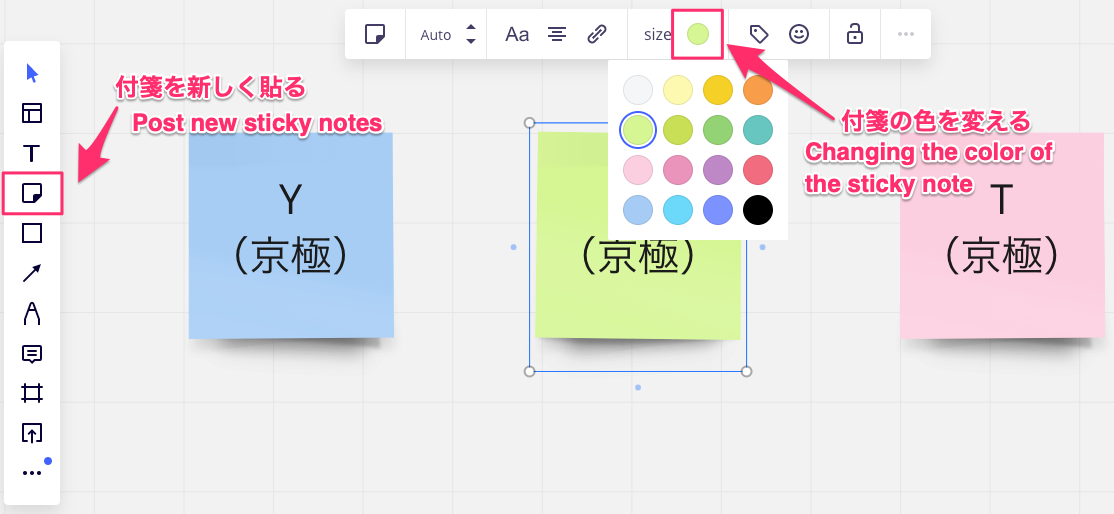 Auto
Aa
size
付箋を新しく貼る
Post new sticky notes
付箋の色を変える
Changing the color of
the sticky note
Y
（京極）
（京極）
T
（京極）